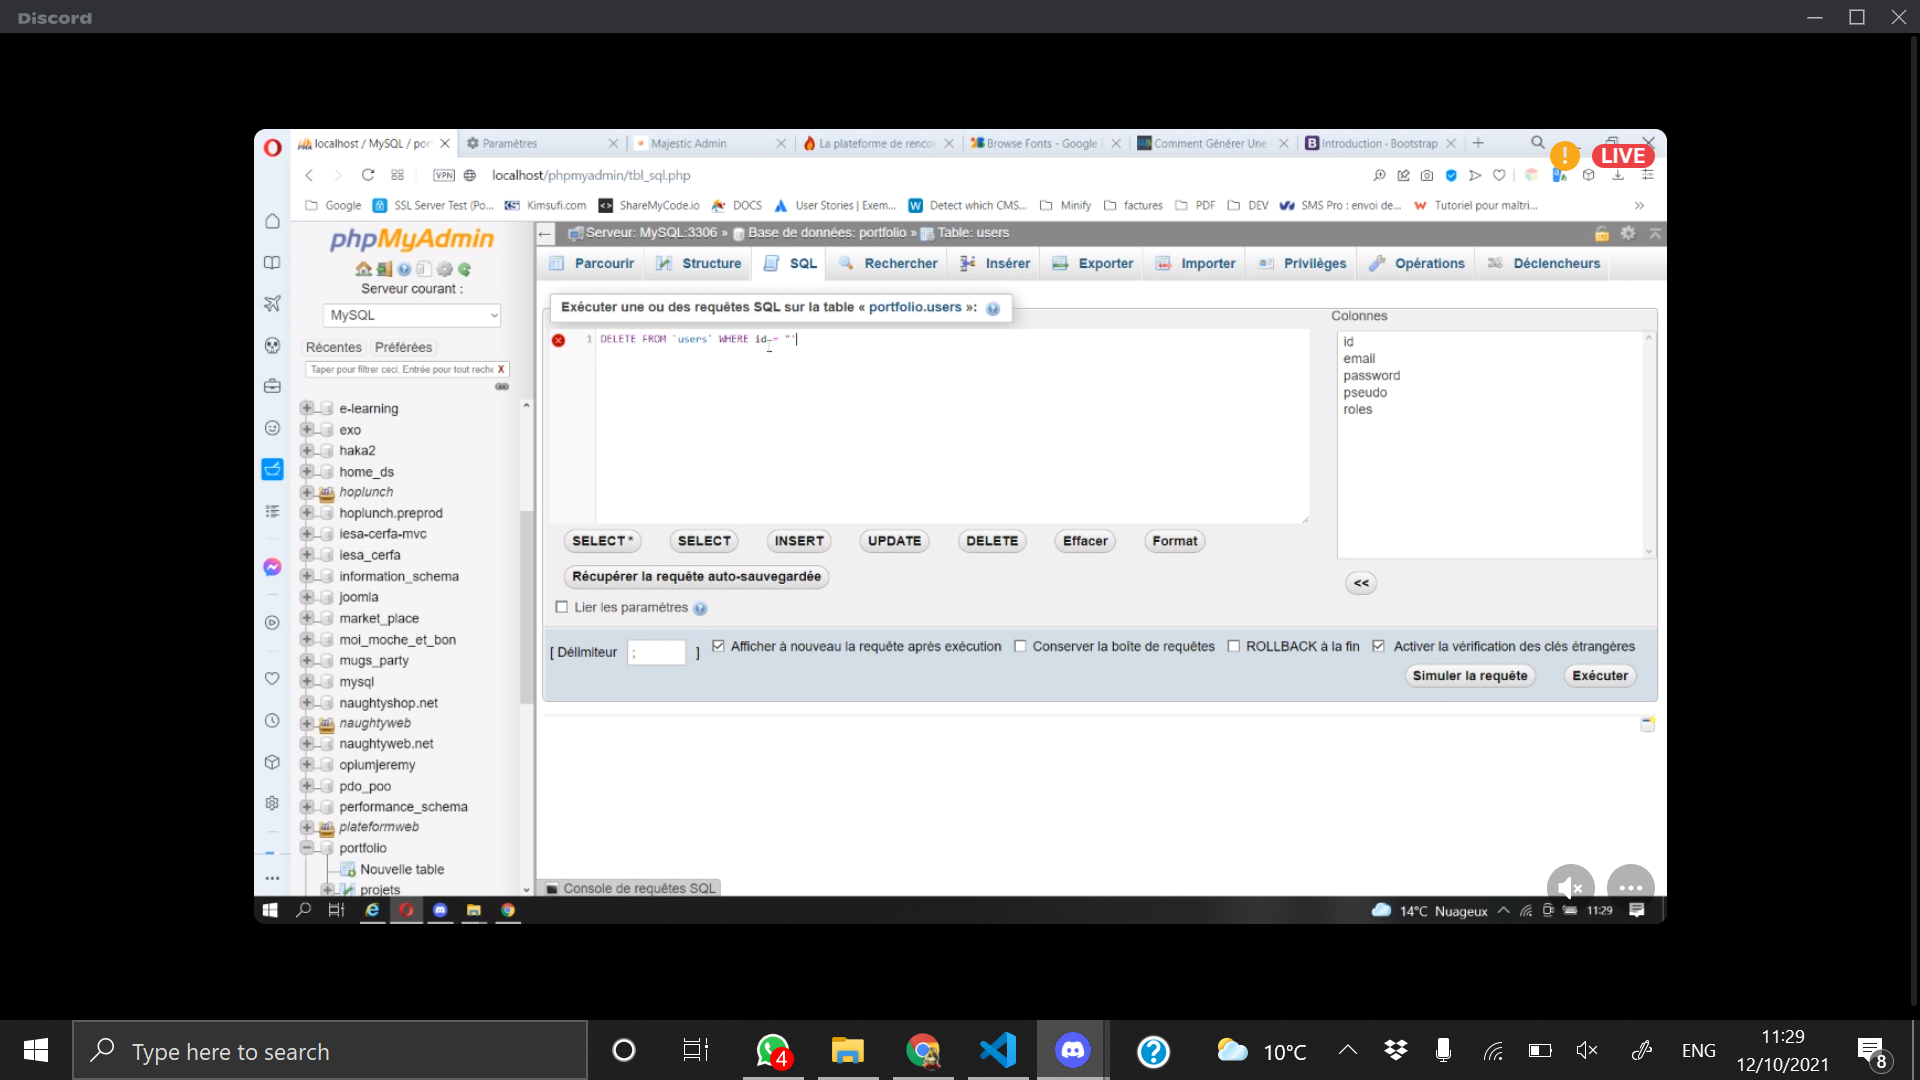 Discord
localhost / MySQL / por
Paramètres
Majestic Admin
La plateforme de rencor
Browse Fonts - Google
Comment Générer Une
Introduction - Bootstrap
LIVE
VPN
localhost/phpmyadmin/tbl_sql.php
Google
SSL Server Test (Po...
Kimsufi.com
ShareMyCode.io
DOCS
User Stories | Exem...
Detect which CMS...
Minify
factures
PDF
DEV
SMS Pro : envoi de...
Tutoriel pour maîtri...
phpMyAdmin
Serveur courant :
MySQL
Récentes
Préférées
Taper pour filtrer ceci, Entrée pour tout reche
X
e-learning
exo
haka2
home_ds
hoplunch
hoplunch.preprod
iesa-cerfa-mvc
iesa_cerfa
information_schema
joomla
market_place
moi_moche_et_bon
mugs_party
mysql
naughtyshop.net
naughtyweb
naughtyweb.net
opiumjeremy
pdo_poo
performance_schema
plateformweb
portfolio
Nouvelle table
projets
Serveur: MySQL:3306 » Base de données: portfolio » Table: users
Parcourir
Structure
SQL
Rechercher
Insérer
Exporter
Importer
Privilèges
Opérations
Déclencheurs
Exécuter une ou des requêtes SQL sur la table « portfolio.users »:
1 DELETE FROM `users` WHERE id
Colonnes
id
email
password
pseudo
roles
SELECT *
SELECT
INSERT
UPDATE
DELETE
Effacer
Format
Récupérer la requête auto-sauvegardée
<<
Lier les paramètres
[ Délimiteur ; ]
Afficher à nouveau la requête après exécution
Conserver la boîte de requêtes
ROLLBACK à la fin
Activer la vérification des clés étrangères
Simuler la requête
Exécuter
Console de requêtes SQL
14°C Nuageux
11:29
Type here to search
4
10°C
ENG
11:29
12/10/2021
8